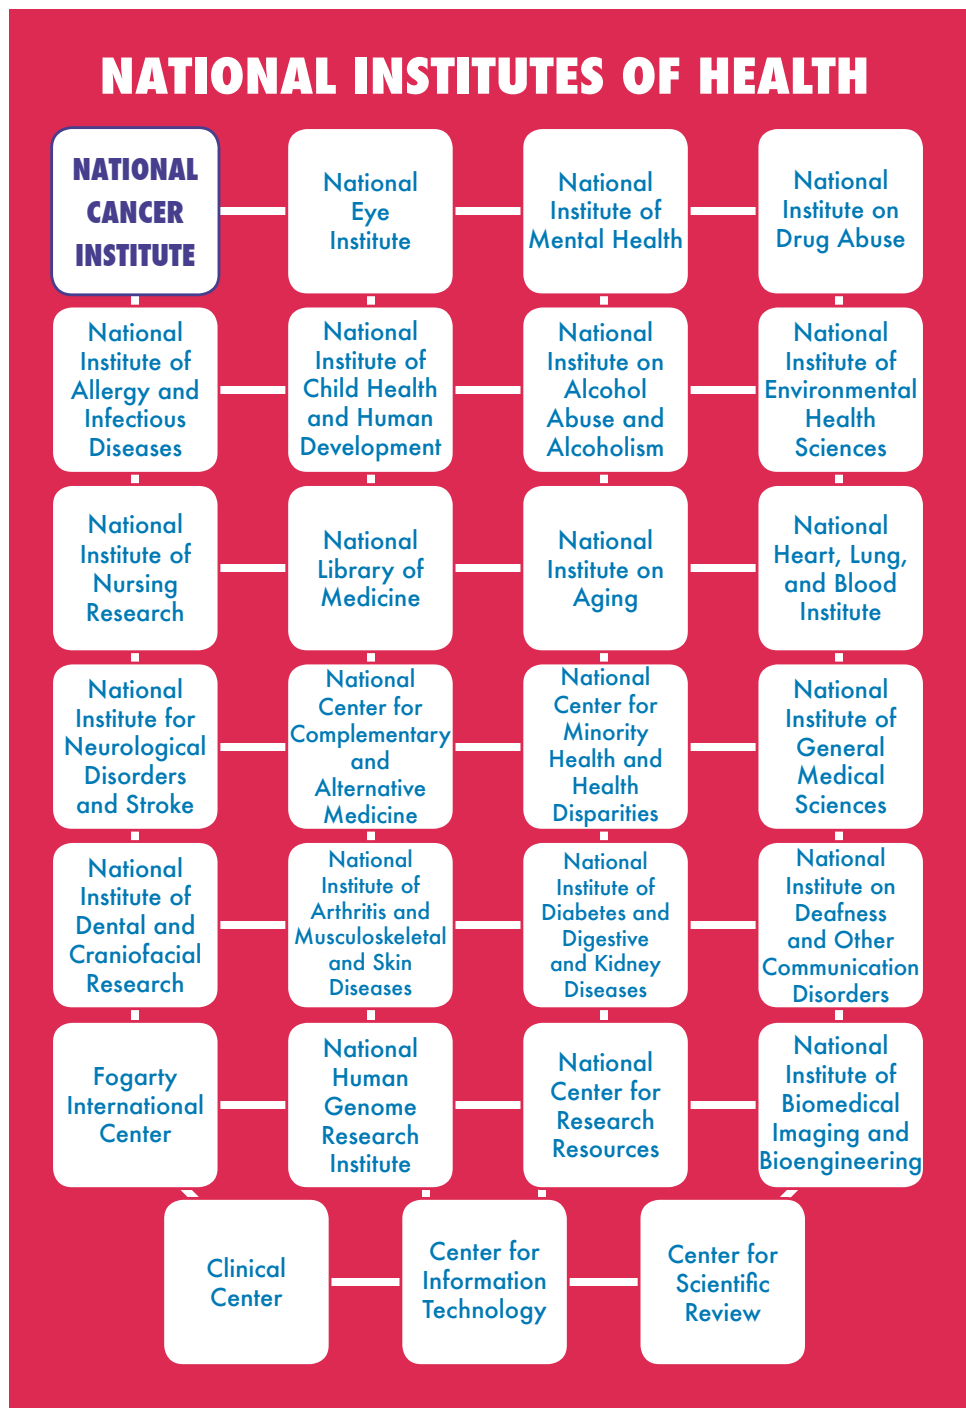 NATIONAL INSTITUTES OF HEALTH
NATIONAL
CANCER
INSTITUTE
National
Eye
Institute
National
Institute of
Mental Health
National
Institute on
Drug Abuse
National
Institute of
Allergy and
Infectious
Diseases
National
Institute of
Child Health
and Human
Development
National
Institute on
Alcohol
Abuse and
Alcoholism
National
Institute of
Environmental
Health
Sciences
National
Institute of
Nursing
Research
National
Library of
Medicine
National
Institute on
Aging
National
Heart, Lung,
and Blood
Institute
National
Institute for
Neurological
Disorders
and Stroke
National
Center for
Complementary
and
Alternative
Medicine
National
Center for
Minority
Health and
Health
Disparities
National
Institute of
General
Medical
Sciences
National
Institute of
Dental and
Craniofacial
Research
National
Institute of
Arthritis and
Musculoskeletal
and Skin
Diseases
National
Institute of
Diabetes and
Digestive
and Kidney
Diseases
National
Institute on
Deafness
and Other
Communication
Disorders
Fogarty
International
Center
National
Human
Genome
Research
Institute
National
Center for
Research
Resources
National
Institute of
Biomedical
Imaging and
Bioengineering
Clinical
Center
Center for
Information
Technology
Center for
Scientific
Review